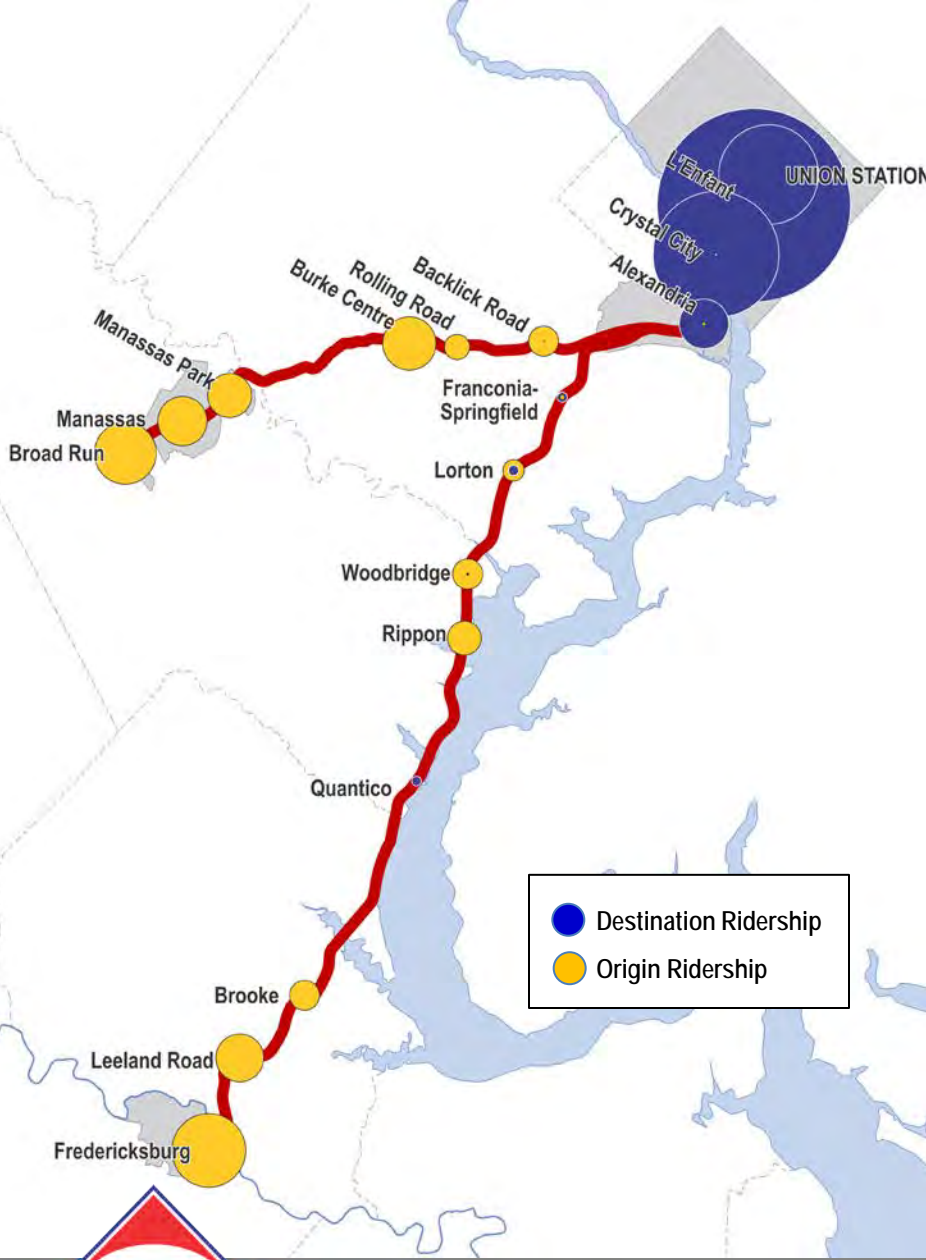 L'Enfant
UNION STATION
Crystal City
Alexandria
Backlick Road
Rolling Road
Burke Centre
Manassas Park
Manassas
Broad Run
Franconia-
Springfield
Lorton
Woodbridge
Rippon
Quantico
Brooke
Leeland Road
Fredericksburg
Destination Ridership
Origin Ridership